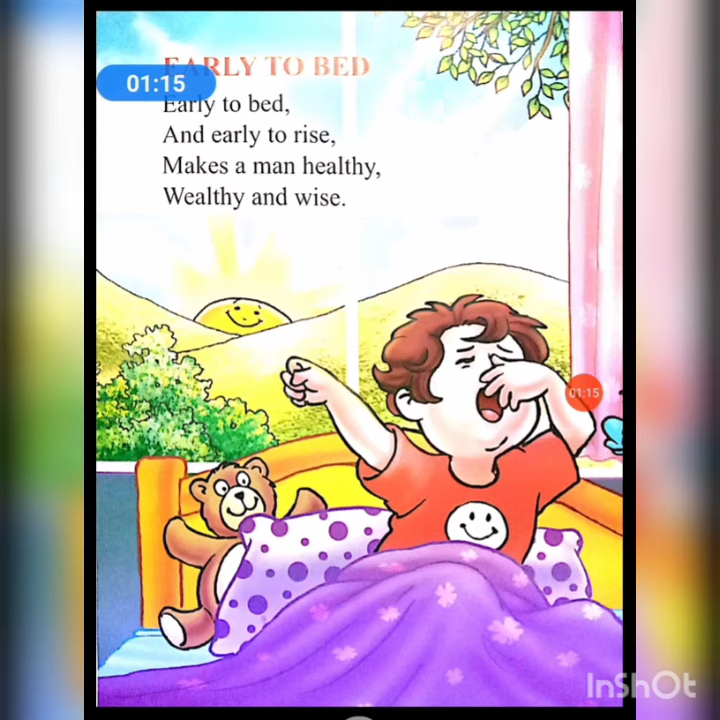 EARLY TO BED
01:15
Early to bed,
And early to rise,
Makes a man healthy,
Wealthy and wise.
01:15
InShOt